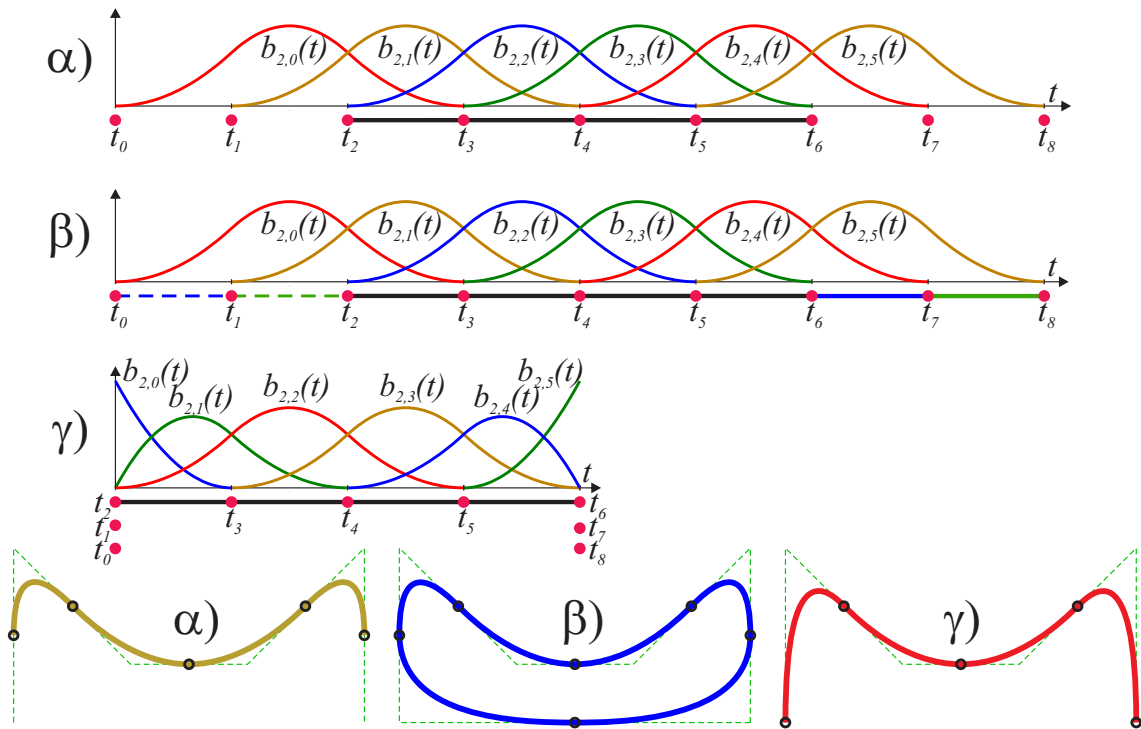 α)
b₂,₀(t) b₂,₁(t) b₂,₂(t) b₂,₃(t) b₂,₄(t) b₂,₅(t)
t
t₀ t₁ t₂ t₃ t₄ t₅ t₆ t₇ t₈
β)
b₂,₀(t) b₂,₁(t) b₂,₂(t) b₂,₃(t) b₂,₄(t) b₂,₅(t)
t
t₀ t₁ t₂ t₃ t₄ t₅ t₆ t₇ t₈
b₂,₀(t) b₂,₁(t) b₂,₂(t) b₂,₃(t) b₂,₄(t) b₂,₅(t)
γ)
t
t₂ t₃ t₄ t₅ t₆
t₁ t₇
t₀ t₈
α) β) γ)